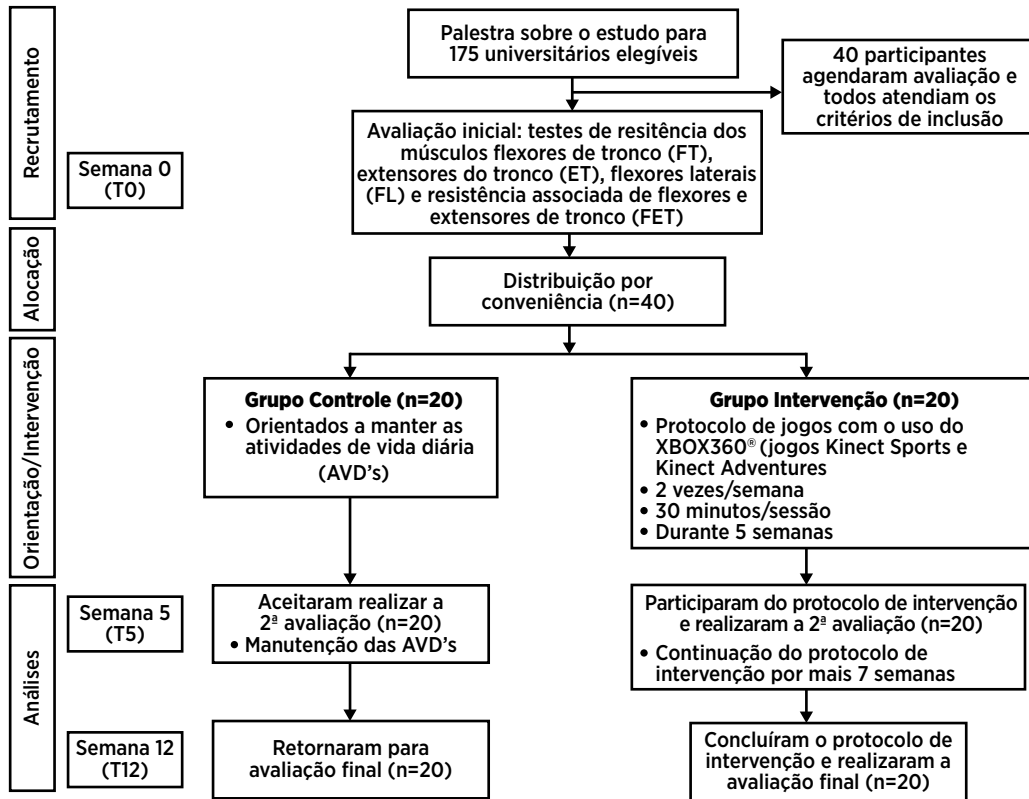 Recrutamento
Palestra sobre o estudo para
175 universitários elegíveis
40 participantes
agendaram avaliação e
todos atendiam os
critérios de inclusão
Semana 0
(T0)
Avaliação inicial: testes de resitência dos
músculos flexores de tronco (FT),
extensores do tronco (ET), flexores laterais
(FL) e resistência associada de flexores e
extensores de tronco (FET)
Alocação
Distribuição por
conveniência (n=40)
Orientação/Intervenção
Grupo Controle (n=20)
• Orientados a manter as
atividades de vida diária
(AVD's)
Grupo Intervenção (n=20)
• Protocolo de jogos com o uso do
XBOX360® (jogos Kinect Sports e
Kinect Adventures
• 2 vezes/semana
• 30 minutos/sessão
• Durante 5 semanas
Análises
Semana 5
(T5)
Aceitaram realizar a
2ª avaliação (n=20)
• Manutenção das AVD's
Participaram do protocolo de intervenção
e realizaram a 2ª avaliação (n=20)
• Continuação do protocolo de
intervenção por mais 7 semanas
Semana 12
(T12)
Retornaram para
avaliação final (n=20)
Concluíram o protocolo de
intervenção e realizaram a
avaliação final (n=20)